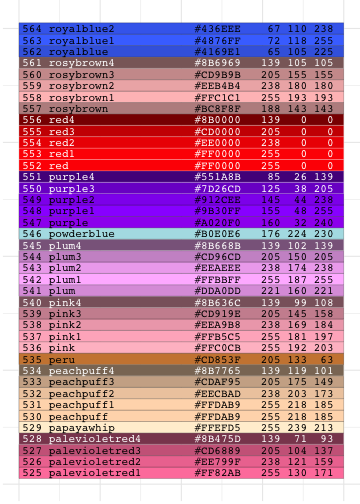 564 royalblue2 #436EEE 67 110 238
563 royalblue1 #4876FF 72 118 255
562 royalblue #4169E1 65 105 225
561 rosybrown4 #8B6969 139 105 105
560 rosybrown3 #CD9B9B 205 155 155
559 rosybrown2 #EEB4B4 238 180 180
558 rosybrown1 #FFC1C1 255 193 193
557 rosybrown #BC8F8F 188 143 143
556 red4 #8B0000 139 0 0
555 red3 #CD0000 205 0 0
554 red2 #EE0000 238 0 0
553 red1 #FF0000 255 0 0
552 red #FF0000 255 0 0
551 purple4 #551A8B 85 26 139
550 purple3 #7D26CD 125 38 205
549 purple2 #912CEE 145 44 238
548 purple1 #9B30FF 155 48 255
547 purple #A020F0 160 32 240
546 powderblue #B0E0E6 176 224 230
545 plum4 #8B668B 139 102 139
544 plum3 #CD96CD 205 150 205
543 plum2 #EEAEEE 238 174 238
542 plum1 #FFBBFF 255 187 255
541 plum #DDA0DD 221 160 221
540 pink4 #8B636C 139 99 108
539 pink3 #CD919E 205 145 158
538 pink2 #EEA9B8 238 169 184
537 pink1 #FFB5C5 255 181 197
536 pink #FFC0CB 255 192 203
535 peru #CD853F 205 133 63
534 peachpuff4 #8B7765 139 119 101
533 peachpuff3 #CDAF95 205 175 149
532 peachpuff2 #EECBAD 238 203 173
531 peachpuff1 #FFDAB9 255 218 185
530 peachpuff #FFDAB9 255 218 185
529 papayawhip #FFEFD5 255 239 213
528 palevioletred4 #8B475D 139 71 93
527 palevioletred3 #CD6889 205 104 137
526 palevioletred2 #EE799F 238 121 159
525 palevioletred1 #FF82AB 255 130 171